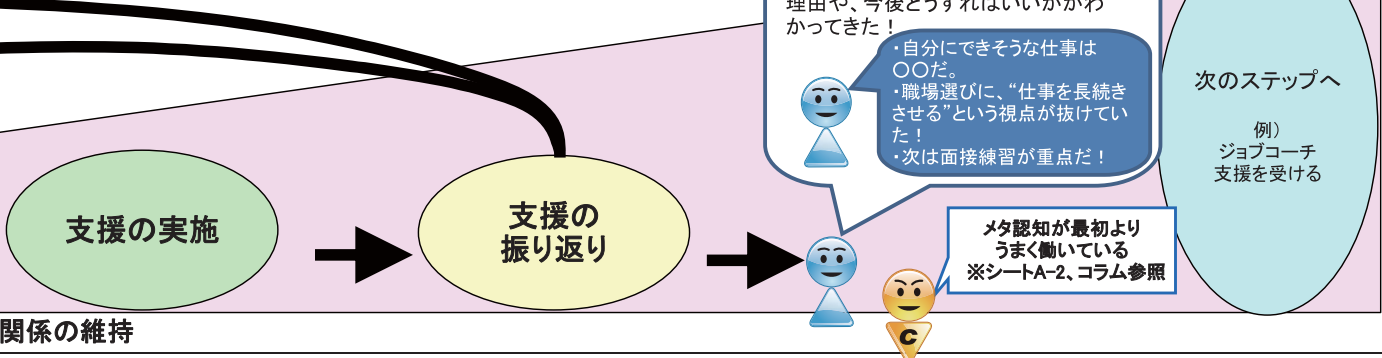 理由や、今後どうすればいいかがわ
かってきた！
・自分にできそうな仕事は
〇〇だ。
・職場選びに、“仕事を長続き
させる”という視点が抜けてい
た！
・次は面接練習が重点だ！
次のステップへ
例）
ジョブコーチ
支援を受ける
支援の実施
支援の
振り返り
メタ認知が最初より
うまく働いている
※シートA-2、コラム参照
C
関係の維持